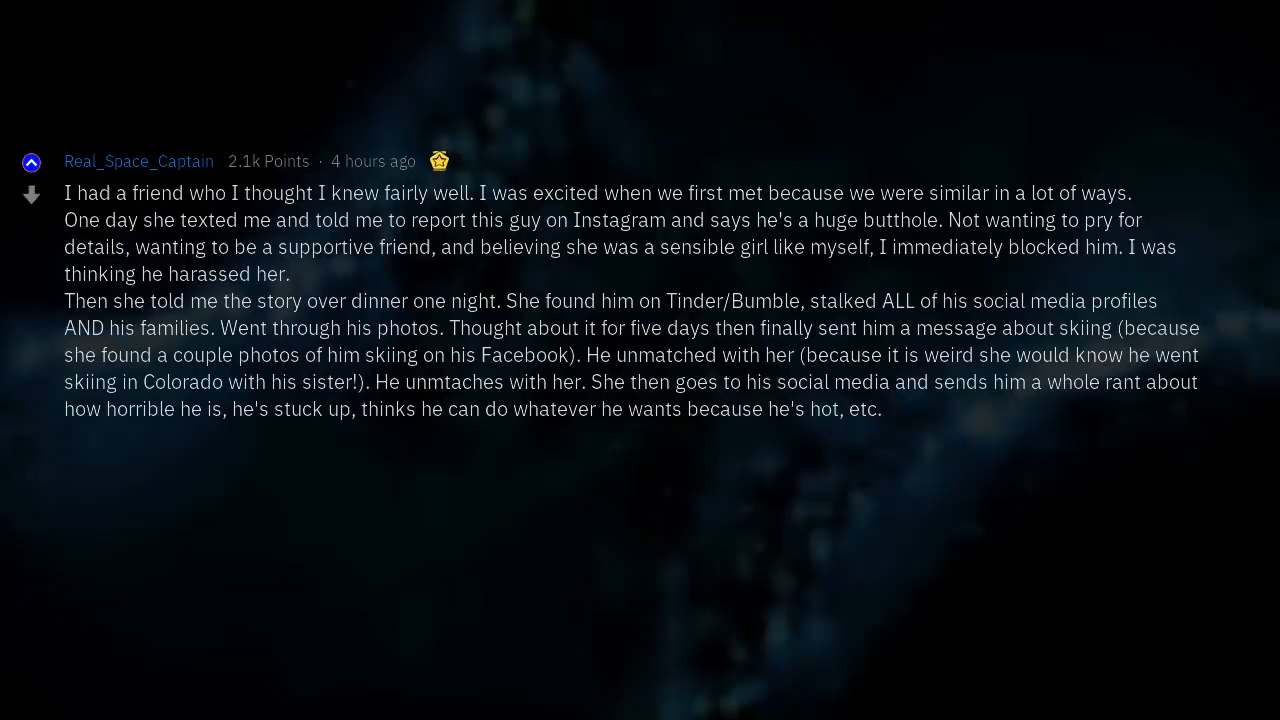 Real_Space_Captain 2.1k Points · 4 hours ago
I had a friend who I thought I knew fairly well. I was excited when we first met because we were similar in a lot of ways.
One day she texted me and told me to report this guy on Instagram and says he's a huge butthole. Not wanting to pry for
details, wanting to be a supportive friend, and believing she was a sensible girl like myself, I immediately blocked him. I was
thinking he harassed her.
Then she told me the story over dinner one night. She found him on Tinder/Bumble, stalked ALL of his social media profiles
AND his families. Went through his photos. Thought about it for five days then finally sent him a message about skiing (because
she found a couple photos of him skiing on his Facebook). He unmatched with her (because it is weird she would know he went
skiing in Colorado with his sister!). He unmtaches with her. She then goes to his social media and sends him a whole rant about
how horrible he is, he's stuck up, thinks he can do whatever he wants because he's hot, etc.